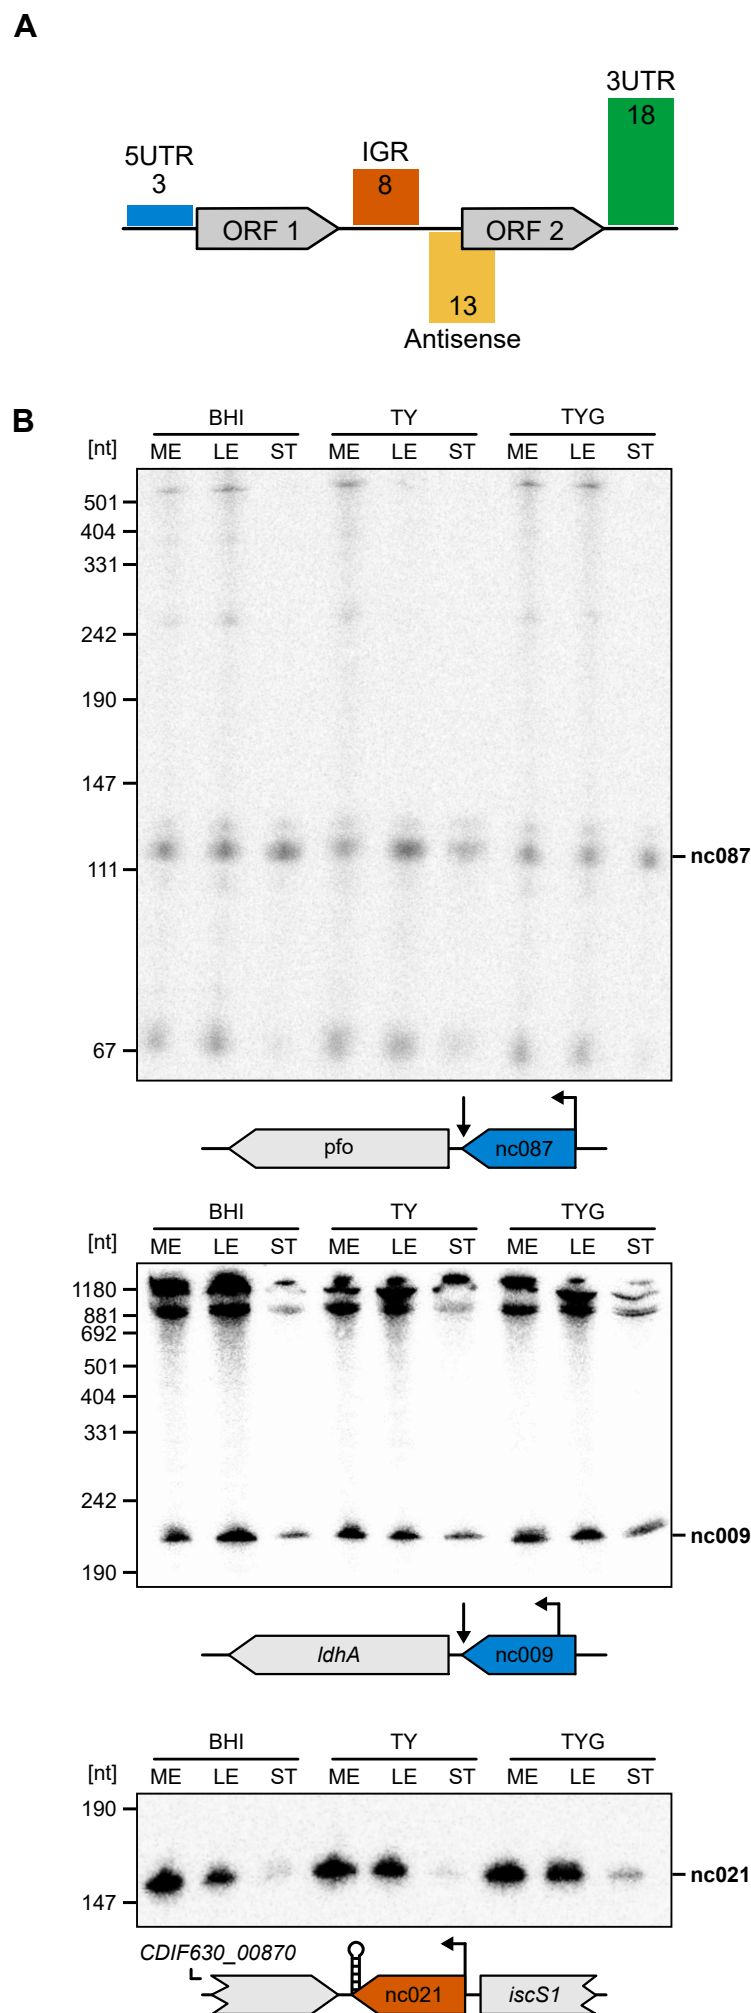 A
3UTR
18
5UTR
3
IGR
8
ORF 1
ORF 2
13
Antisense
B
BHI TY TYG
[nt] ME LE ST ME LE ST ME LE ST
501
404
331
242
190
147
111
nc087
67
pfo nc087
BHI TY TYG
[nt] ME LE ST ME LE ST ME LE ST
1180
881
692
501
404
331
242
nc009
190
ldhA nc009
BHI TY TYG
[nt] ME LE ST ME LE ST ME LE ST
190
nc021
147
CDIF630_00870
nc021 iscS1